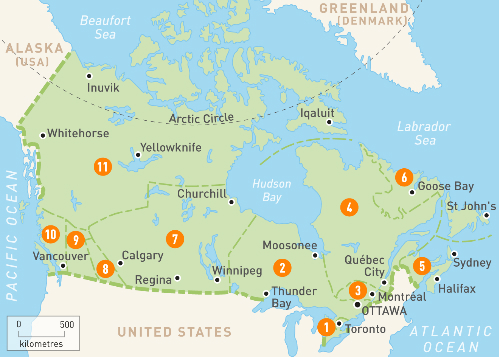 Beaufort
Sea
GREENLAND
[DENMARK]
ALASKA
[USA]
Inuvik
Arctic Circle
Iqaluit
Whitehorse
Yellowknife
Labrador
Sea
11
6
Hudson
Bay
Goose Bay
Churchill
4
St John's
PACIFIC OCEAN
10
9
7
Moosonee
Québec
City
5
Sydney
Vancouver
8
Calgary
Regina
Winnipeg
2
3
Montréal
Halifax
Thunder
Bay
OTTAWA
1
Toronto
0
500
kilometres
UNITED STATES
ATLANTIC
OCEAN